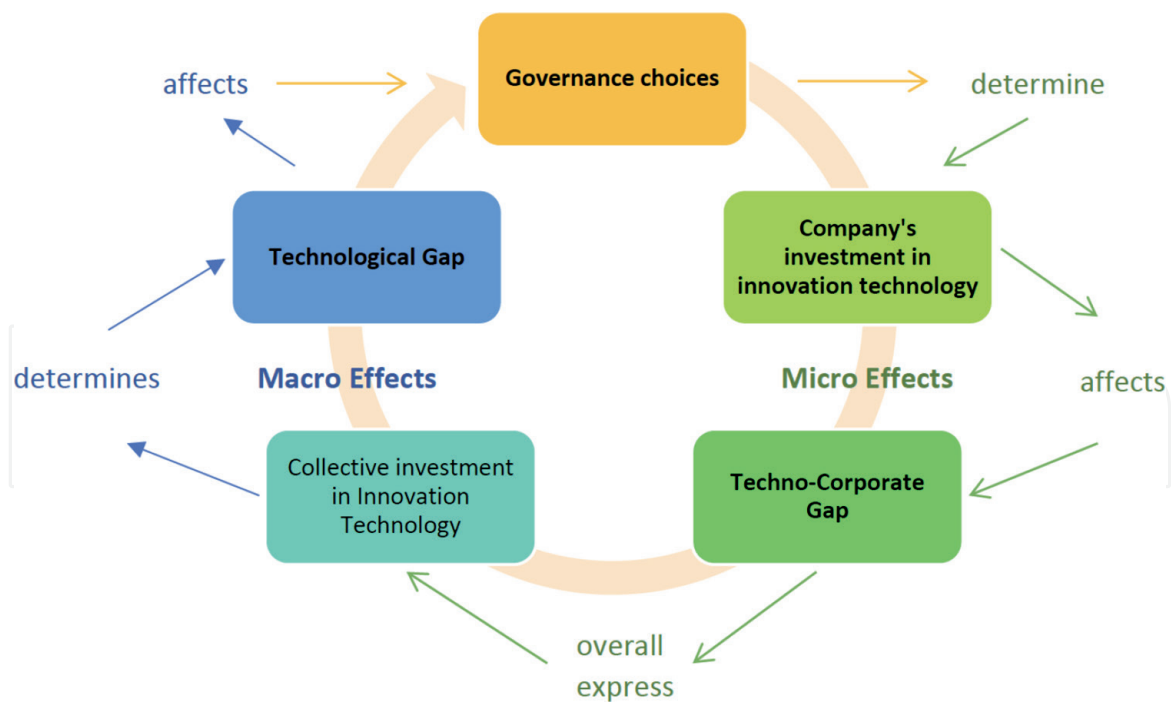 Governance choices
affects
determine
Company's
investment in
innovation technology
Technological Gap
determines
Macro Effects
Micro Effects
affects
Collective investment
in Innovation
Technology
Techno-Corporate
Gap
overall
express